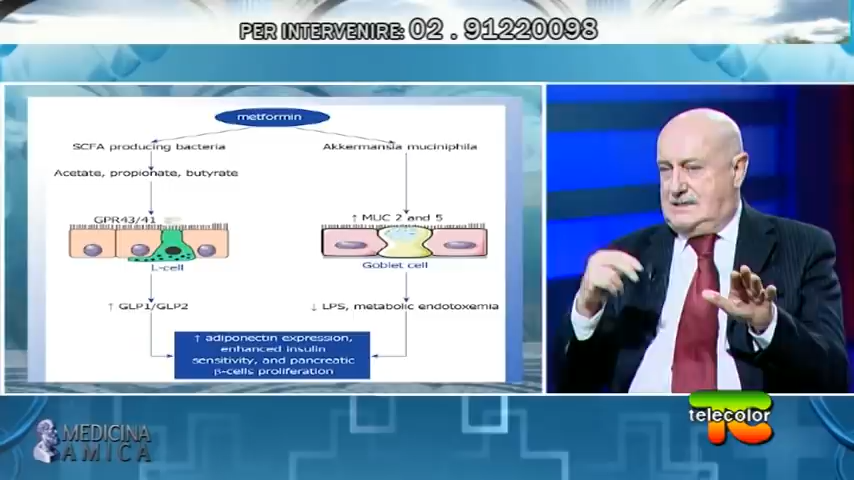 PER INTERVENIRE: 02 . 91220098
metformin
SCFA producing bacteria
Akkermansia muciniphila
Acetate, propionate, butyrate
GPR43/41
↑ MUC 2 and 5
L-cell
Goblet cell
↑ GLP1/GLP2
↓ LPS, metabolic endotoxemia
↑ adiponectin expression,
enhanced insulin
sensitivity, and pancreatic
β-cells proliferation
telecolor
TC
MEDICINA
AMICA